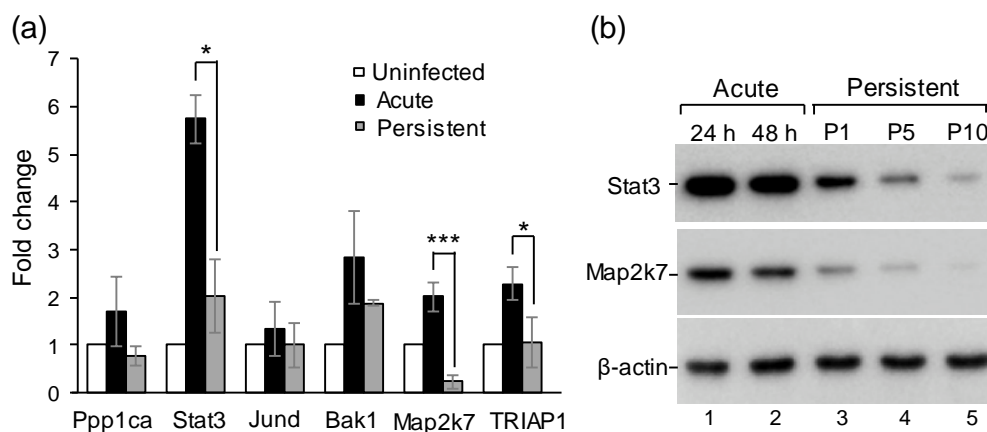 (a)
Fold change
7
6
5
4
3
2
1
0
*
***
*
Uninfected
Acute
Persistent
Ppp1ca Stat3 Jund Bak1 Map2k7 TRIAP1
(b)
Acute Persistent
24 h 48 h P1 P5 P10
Stat3
Map2k7
β-actin
1 2 3 4 5